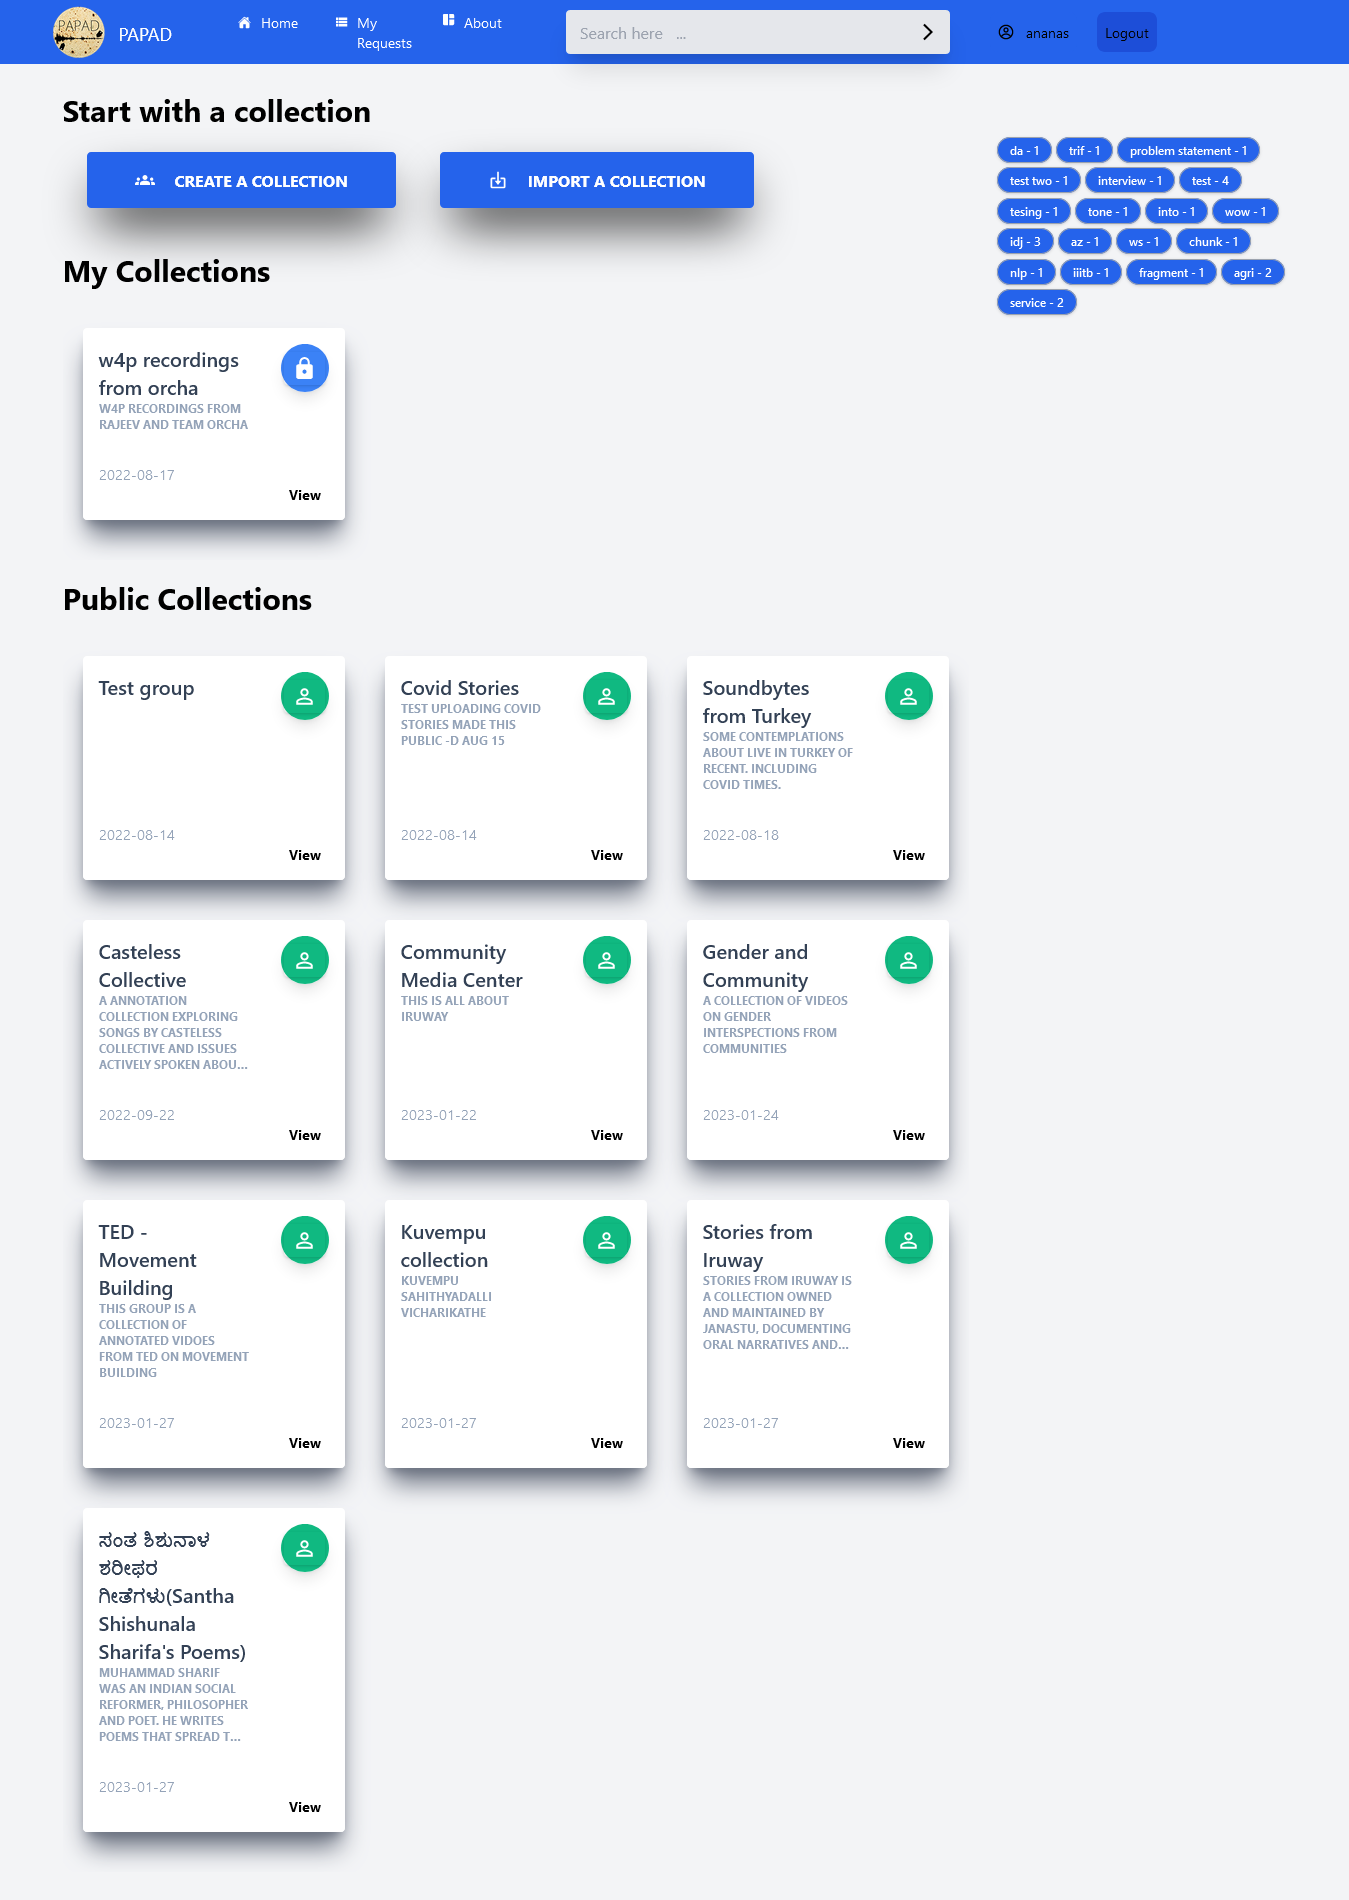 PAPAD
PAPAD
Home
My
Requests
About
Search here ...
ananas
Logout
Start with a collection
CREATE A COLLECTION
IMPORT A COLLECTION
da - 1
trif - 1
problem statement - 1
test two - 1
interview - 1
test - 4
tesing - 1
tone - 1
into - 1
wow - 1
idj - 3
az - 1
ws - 1
chunk - 1
nlp - 1
iiitb - 1
fragment - 1
agri - 2
service - 2
My Collections
w4p recordings
from orcha
W4P RECORDINGS FROM
RAJEEV AND TEAM ORCHA
2022-08-17
View
Public Collections
Test group
2022-08-14
View
Covid Stories
TEST UPLOADING COVID
STORIES MADE THIS
PUBLIC -D AUG 15
2022-08-14
View
Soundbytes
from Turkey
SOME CONTEMPLATIONS
ABOUT LIVE IN TURKEY OF
RECENT. INCLUDING
COVID TIMES.
2022-08-18
View
Casteless
Collective
A ANNOTATION
COLLECTION EXPLORING
SONGS BY CASTELESS
COLLECTIVE AND ISSUES
ACTIVELY SPOKEN ABOU...
2022-09-22
View
Community
Media Center
THIS IS ALL ABOUT
IRUWAY
2023-01-22
View
Gender and
Community
A COLLECTION OF VIDEOS
ON GENDER
INTERSPECTIONS FROM
COMMUNITIES
2023-01-24
View
TED -
Movement
Building
THIS GROUP IS A
COLLECTION OF
ANNOTATED VIDOES
FROM TED ON MOVEMENT
BUILDING
2023-01-27
View
Kuvempu
collection
KUVEMPU
SAHITHYADALLI
VICHARIKATHE
2023-01-27
View
Stories from
Iruway
STORIES FROM IRUWAY IS
A COLLECTION OWNED
AND MAINTAINED BY
JANASTU, DOCUMENTING
ORAL NARRATIVES AND...
2023-01-27
View
ಸಂತ ಶಿಶುನಾಳ
ಶರೀಫರ
ಗೀತೆಗಳು(Santha
Shishunala
Sharifa's Poems)
MUHAMMAD SHARIF
WAS AN INDIAN SOCIAL
REFORMER, PHILOSOPHER
AND POET. HE WRITES
POEMS THAT SPREAD T...
2023-01-27
View